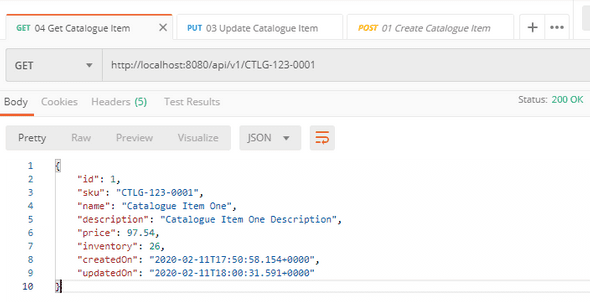 GET 04 Get Catalogue Item PUT 03 Update Catalogue Item POST 01 Create Catalogue Item
GET http://localhost:8080/api/v1/CTLG-123-0001
Body Cookies Headers (5) Test Results Status: 200 OK
Pretty Raw Preview Visualize JSON
1 {
2 "id": 1,
3 "sku": "CTLG-123-0001",
4 "name": "Catalogue Item One",
5 "description": "Catalogue Item One Description",
6 "price": 97.54,
7 "inventory": 26,
8 "createdOn": "2020-02-11T17:50:58.154+0000",
9 "updatedOn": "2020-02-11T18:00:31.591+0000"
10 }